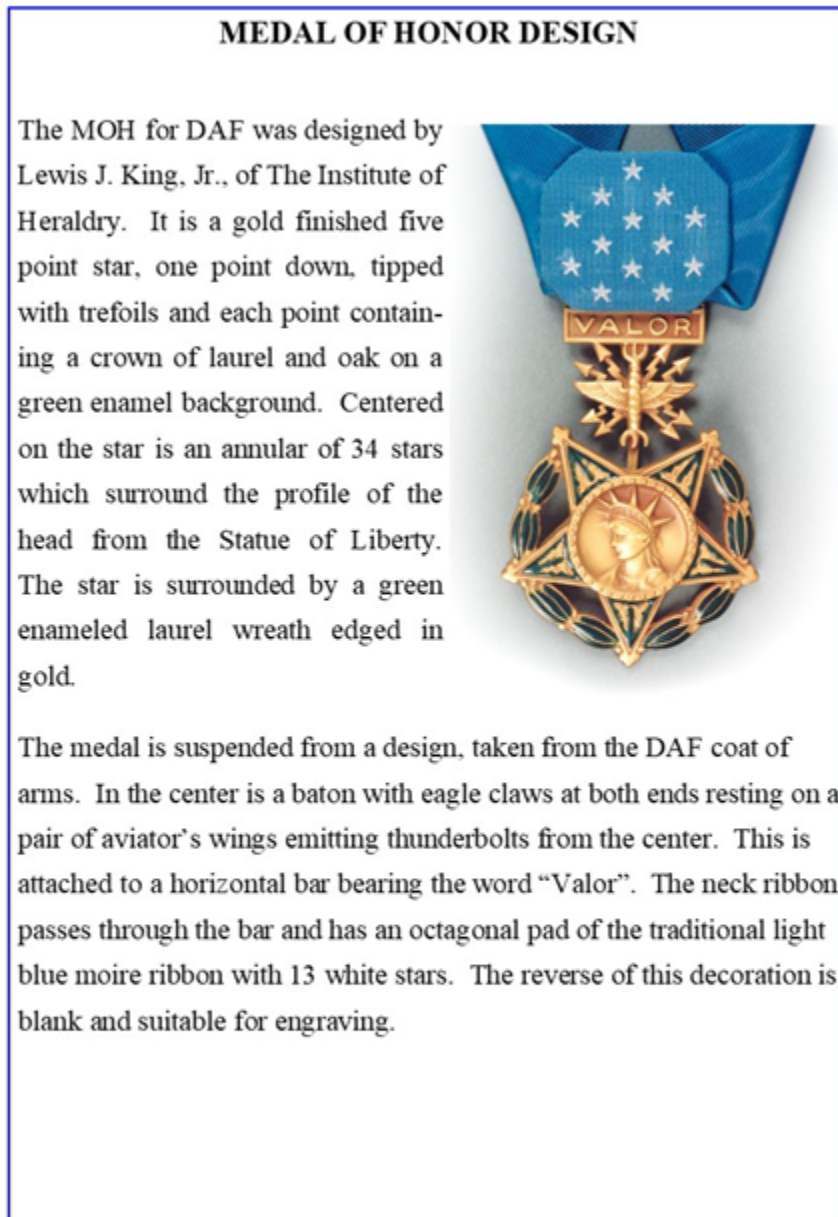 MEDAL OF HONOR DESIGN
The MOH for DAF was designed by
Lewis J. King, Jr., of The Institute of
Heraldry. It is a gold finished five
point star, one point down, tipped
with trefoils and each point contain-
ing a crown of laurel and oak on a
green enamel background. Centered
on the star is an annular of 34 stars
which surround the profile of the
head from the Statue of Liberty.
The star is surrounded by a green
enameled laurel wreath edged in
gold.
VALOR
The medal is suspended from a design, taken from the DAF coat of
arms. In the center is a baton with eagle claws at both ends resting on a
pair of aviator’s wings emitting thunderbolts from the center. This is
attached to a horizontal bar bearing the word “Valor”. The neck ribbon
passes through the bar and has an octagonal pad of the traditional light
blue moire ribbon with 13 white stars. The reverse of this decoration is
blank and suitable for engraving.